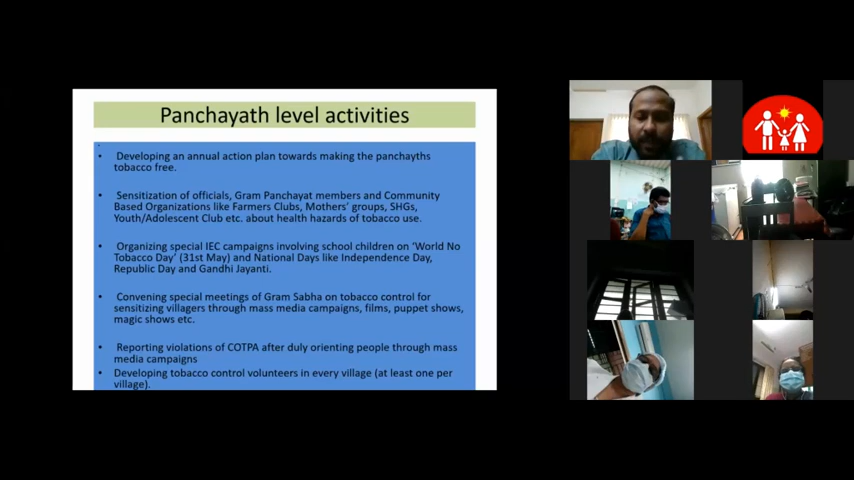 Panchayath level activities
• Developing an annual action plan towards making the panchayths
tobacco free.
• Sensitization of officials, Gram Panchayat members and Community
Based Organizations like Farmers Clubs, Mothers' groups, SHGs,
Youth/Adolescent Club etc. about health hazards of tobacco use.
• Organizing special IEC campaigns involving school children on 'World No
Tobacco Day' (31st May) and National Days like Independence Day,
Republic Day and Gandhi Jayanti.
• Convening special meetings of Gram Sabha on tobacco control for
sensitizing villagers through mass media campaigns, films, puppet shows,
magic shows etc.
• Reporting violations of COTPA after duly orienting people through mass
media campaigns
• Developing tobacco control volunteers in every village (at least one per
village).